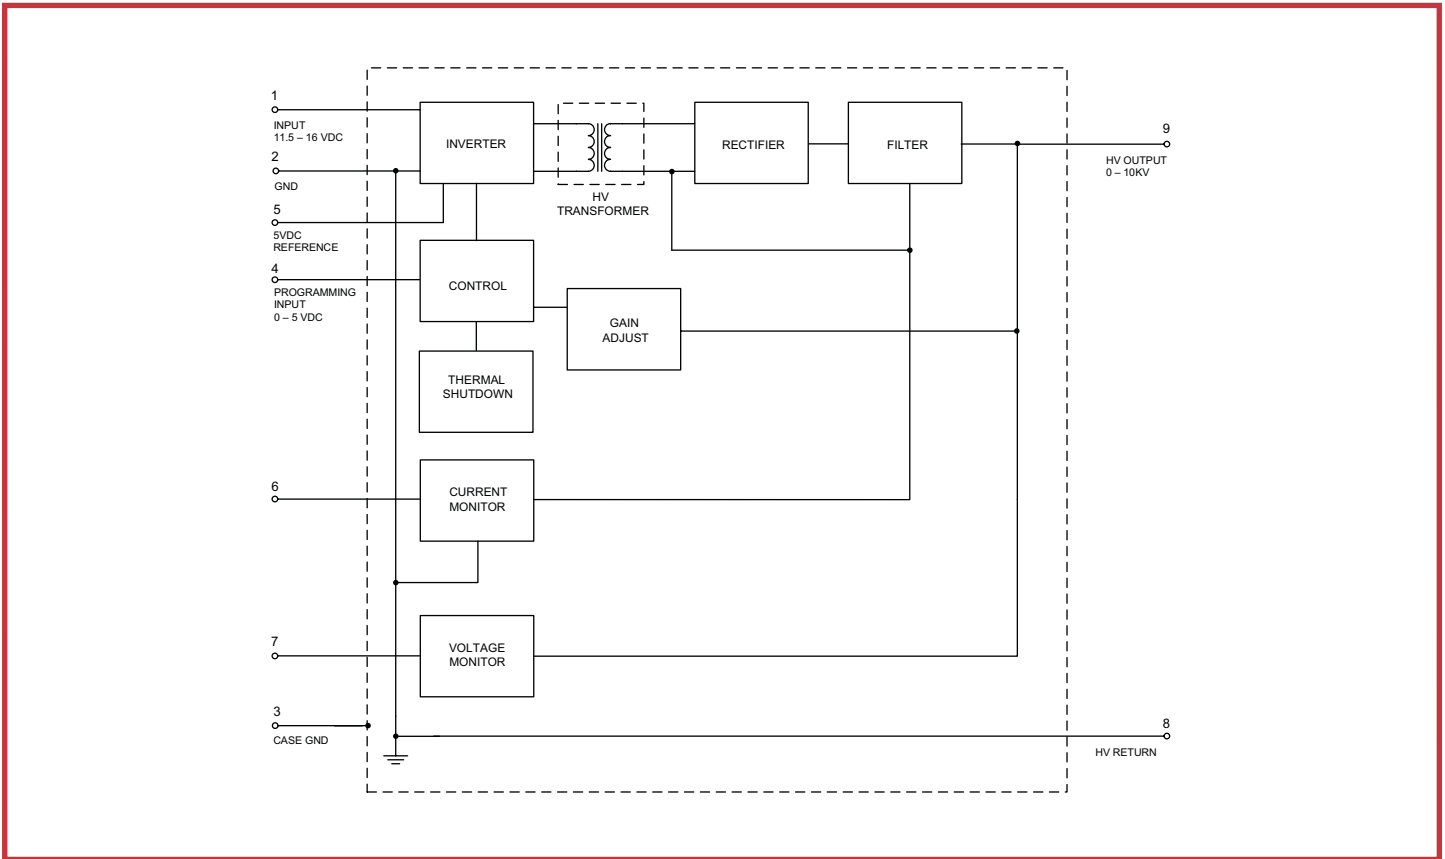 1
INPUT
11.5 – 16 VDC
2
GND
5
5VDC
REFERENCE
4
PROGRAMMING
INPUT
0 – 5 VDC
INVERTER
HV
TRANSFORMER
RECTIFIER
FILTER
9
HV OUTPUT
0 – 10KV
CONTROL
GAIN
ADJUST
THERMAL
SHUTDOWN
6
CURRENT
MONITOR
7
VOLTAGE
MONITOR
3
CASE GND
8
HV RETURN